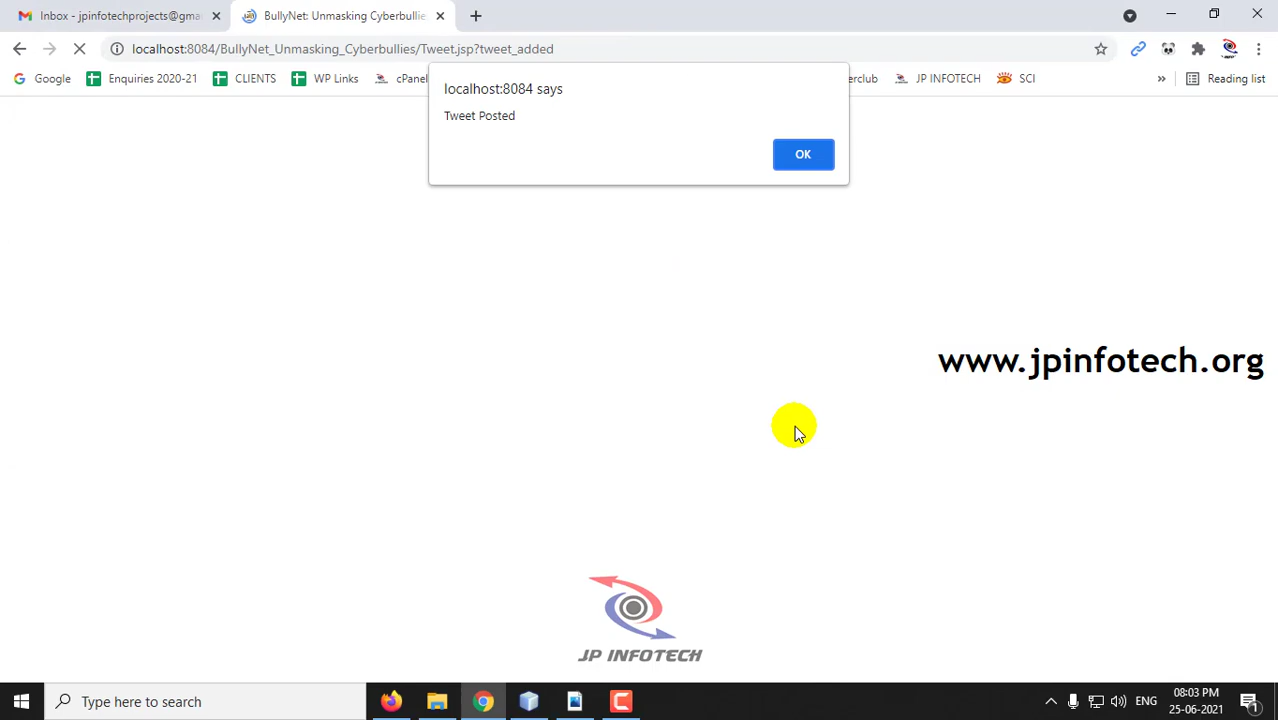 Inbox - jpinfotechprojects@gma
BullyNet: Unmasking Cyberbullie
localhost:8084/BullyNet_Unmasking_Cyberbullies/Tweet.jsp?tweet_added
Google
Enquiries 2020-21
CLIENTS
WP Links
cPanel
erclub
JP INFOTECH
SCI
»
Reading list
localhost:8084 says
Tweet Posted
OK
www.jpinfotech.org
JP INFOTECH
Type here to search
ENG
08:03 PM
25-06-2021
1